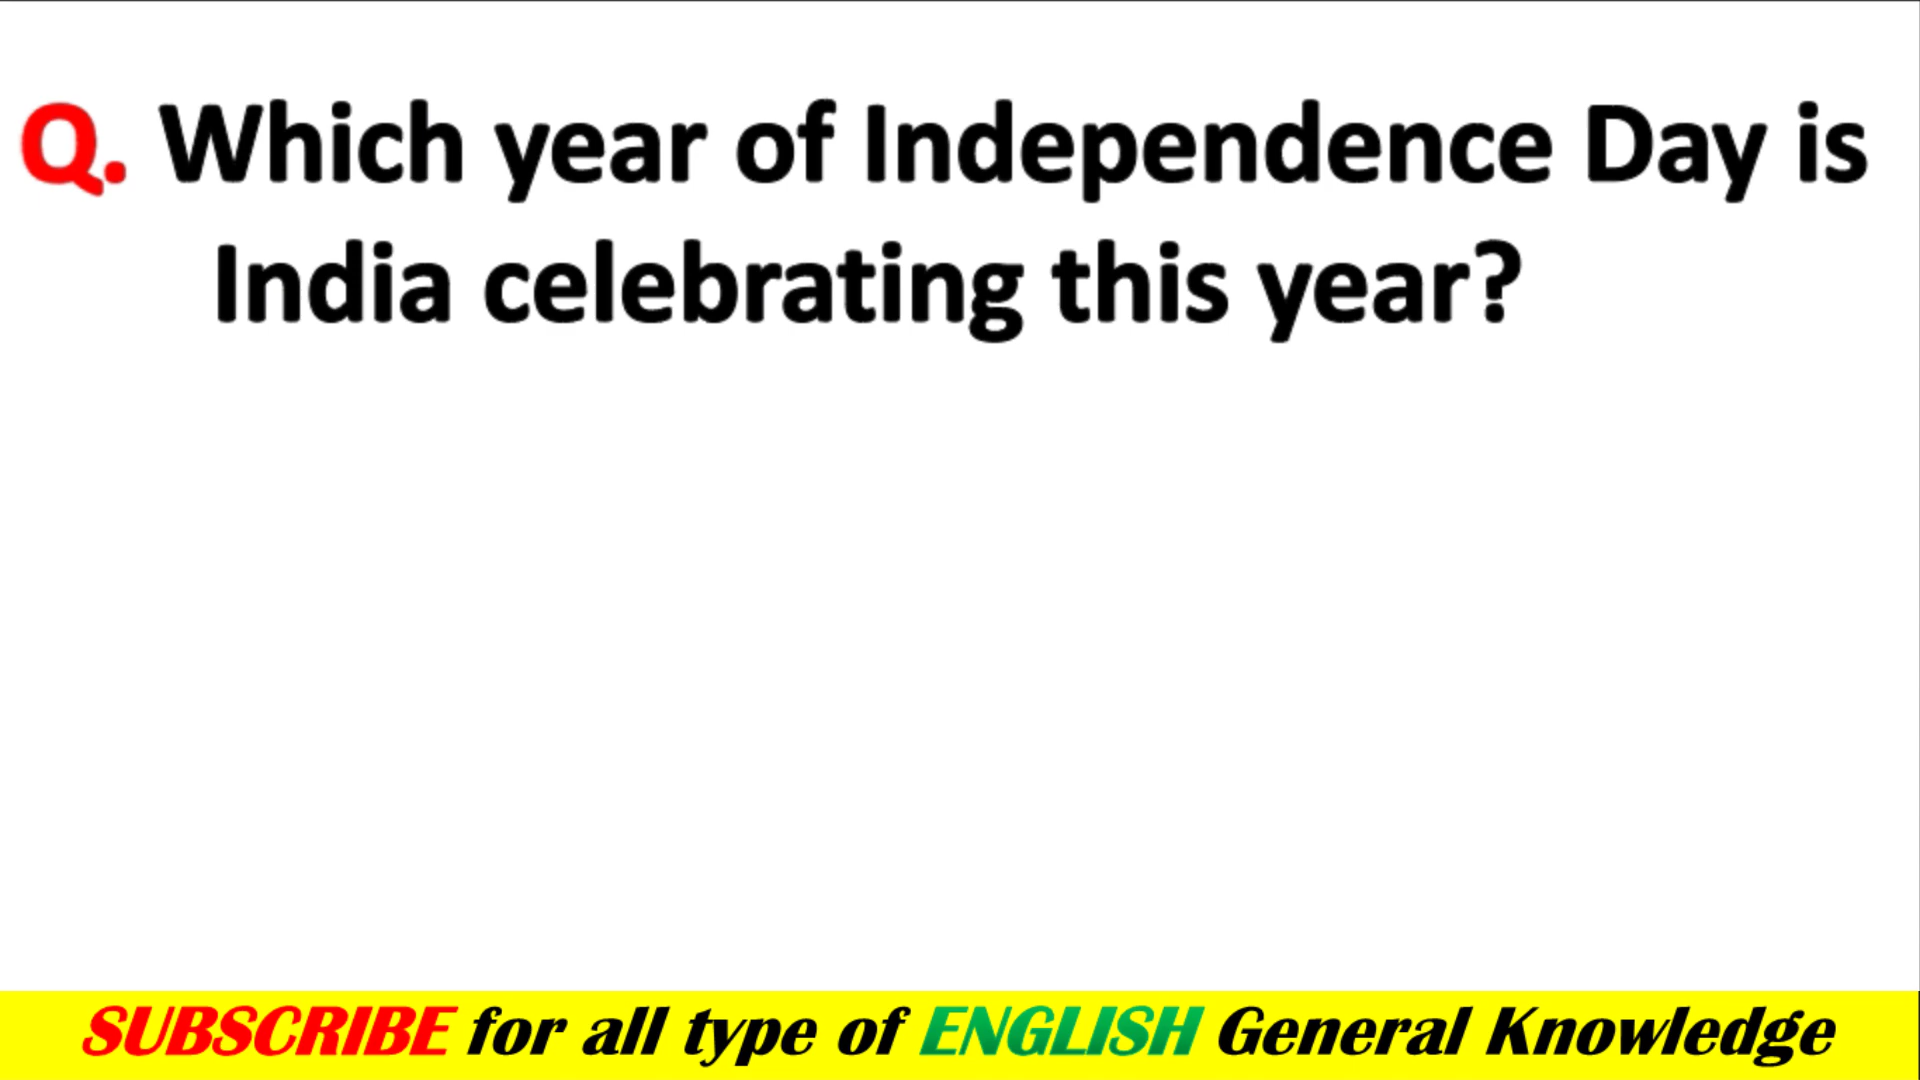 Q. Which year of Independence Day is
India celebrating this year?
SUBSCRIBE for all type of ENGLISH General Knowledge